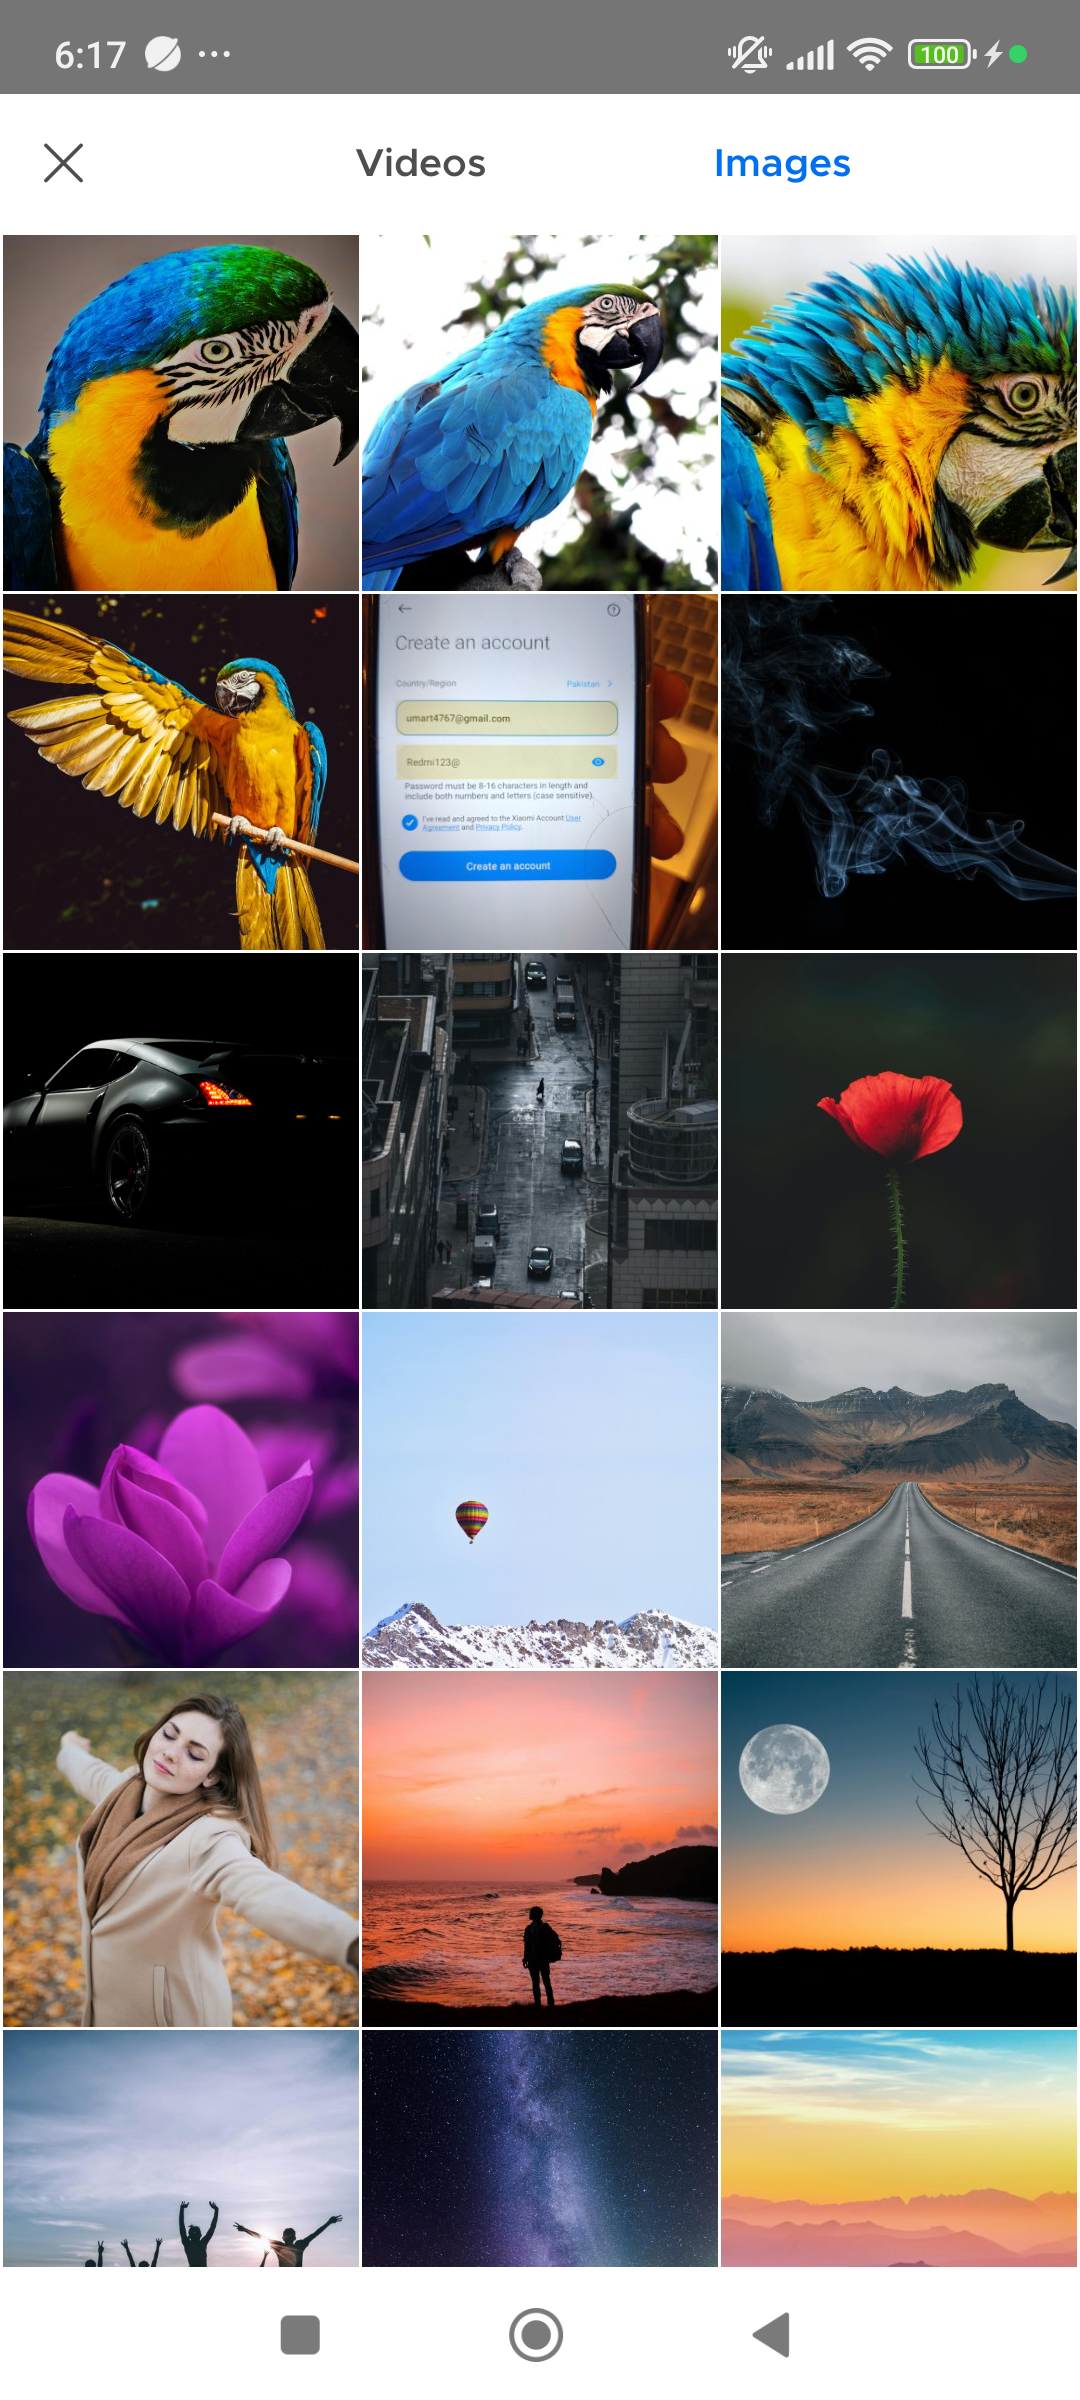 6:17
100
Videos Images
Create an account
Country/Region Pakistan
umart4767@gmail.com
Redmi123@
Password must be 8-16 characters in length and
include both numbers and letters (case sensitive).
I've read and agreed to the Xiaomi Account User
Agreement and Privacy Policy.
Create an account